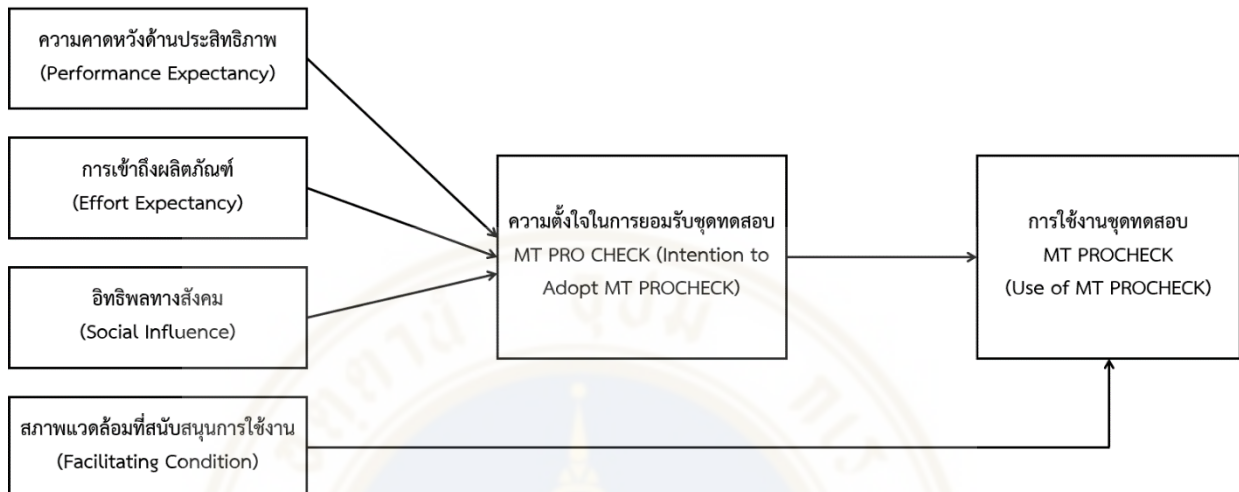 ความคาดหวังด้านประสิทธิภาพ
(Performance Expectancy)
การเข้าถึงผลิตภัณฑ์
(Effort Expectancy)
อิทธิพลทางสังคม
(Social Influence)
สภาพแวดล้อมที่สนับสนุนการใช้งาน
(Facilitating Condition)
ความตั้งใจในการยอมรับชุดทดสอบ
MT PRO CHECK (Intention to
Adopt MT PROCHECK)
การใช้งานชุดทดสอบ
MT PROCHECK
(Use of MT PROCHECK)